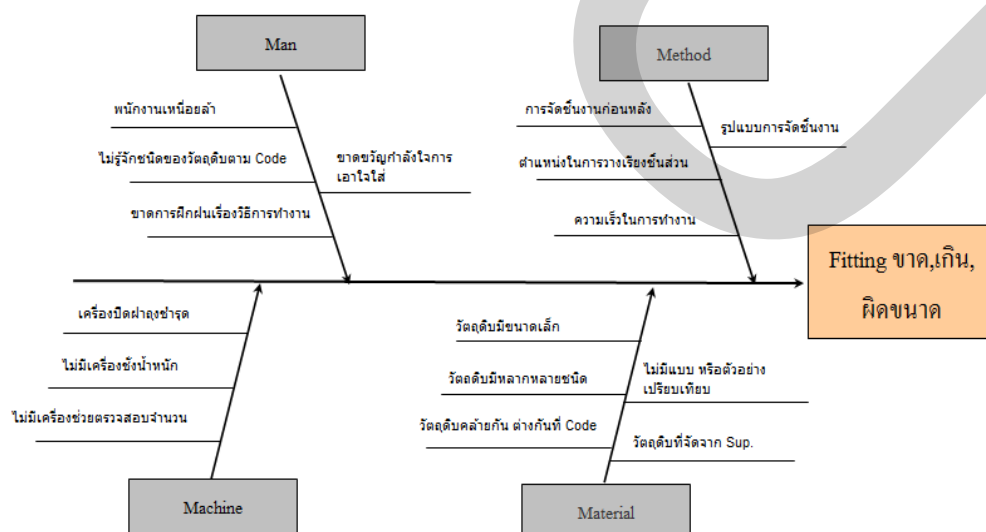 Man
Method
พนักงานเหนื่อยล้า
ไม่รู้จักชนิดของวัตถุดิบตาม Code
ขาดการฝึกฝนเรื่องวิธีการทำงาน
ขาดขวัญกำลังใจการ
เอาใจใส่
การจัดชิ้นงานก่อนหลัง
ตำแหน่งในการวางเรียงชิ้นส่วน
ความเร็วในการทำงาน
รูปแบบการจัดชิ้นงาน
Fitting ขาด,เกิน,
ผิดขนาด
เครื่องปิดฝาถุงชำรุด
ไม่มีเครื่องชั่งน้ำหนัก
ไม่มีเครื่องช่วยตรวจสอบจำนวน
วัตถุดิบมีขนาดเล็ก
วัตถดิบมีหลากหลายชนิด
วัตถุดิบคล้ายกัน ต่างกันที่ Code
ไม่มีแบบ หรือตัวอย่าง
เปรียบเทียบ
วัตถุดิบที่จัดจาก Sup.
Machine
Material